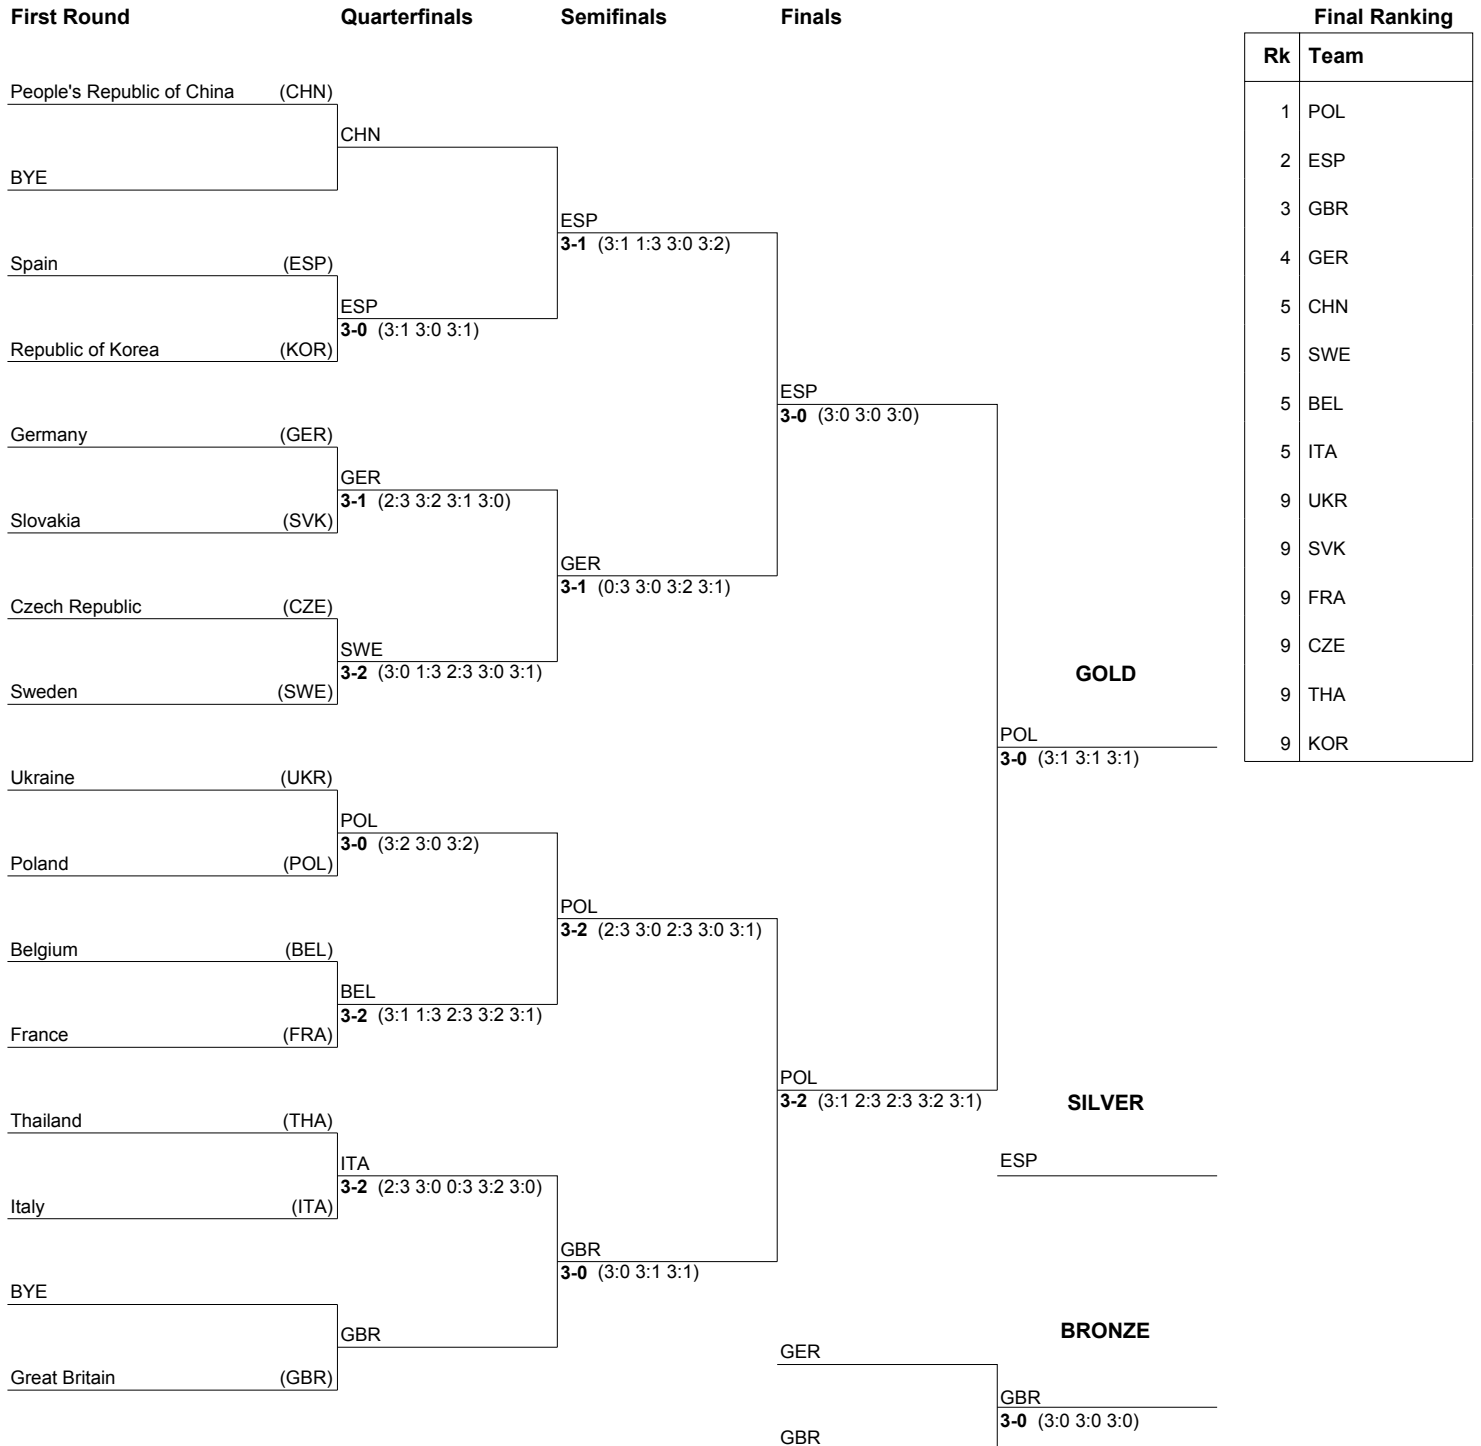 First Round Quarterfinals Semifinals Finals Final Ranking
Rk Team
People's Republic of China (CHN)
1 POL
CHN
2 ESP
BYE
3 GBR
ESP
3-1 (3:1 1:3 3:0 3:2)
Spain (ESP)
4 GER
ESP
5 CHN
3-0 (3:1 3:0 3:1)
Republic of Korea (KOR)
5 SWE
ESP
5 BEL
3-0 (3:0 3:0 3:0)
Germany (GER)
5 ITA
GER
3-1 (2:3 3:2 3:1 3:0)
9 UKR
Slovakia (SVK)
9 SVK
GER
3-1 (0:3 3:0 3:2 3:1)
9 FRA
Czech Republic (CZE)
9 CZE
SWE
3-2 (3:0 1:3 2:3 3:0 3:1)
GOLD
Sweden (SWE)
9 THA
POL
9 KOR
3-0 (3:1 3:1 3:1)
Ukraine (UKR)
POL
3-0 (3:2 3:0 3:2)
Poland (POL)
POL
3-2 (2:3 3:0 2:3 3:0 3:1)
Belgium (BEL)
BEL
3-2 (3:1 1:3 2:3 3:2 3:1)
France (FRA)
POL
3-2 (3:1 2:3 2:3 3:2 3:1)
SILVER
Thailand (THA)
ITA
ESP
3-2 (2:3 3:0 0:3 3:2 3:0)
Italy (ITA)
GBR
3-0 (3:0 3:1 3:1)
BYE
GBR
BRONZE
GER
Great Britain (GBR)
GBR
3-0 (3:0 3:0 3:0)
GBR